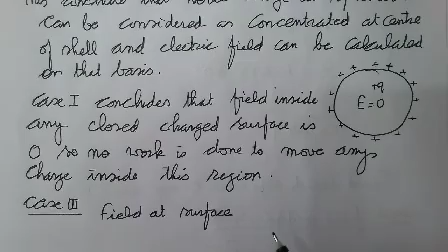 can be considered as concentrated at centre
of shell and electric field can be calculated
on that basis.
Case I concludes that field inside
any closed charged surface is
0 so no work is done to move any
charge inside this region.
Case III Field at surface
+q
E=0